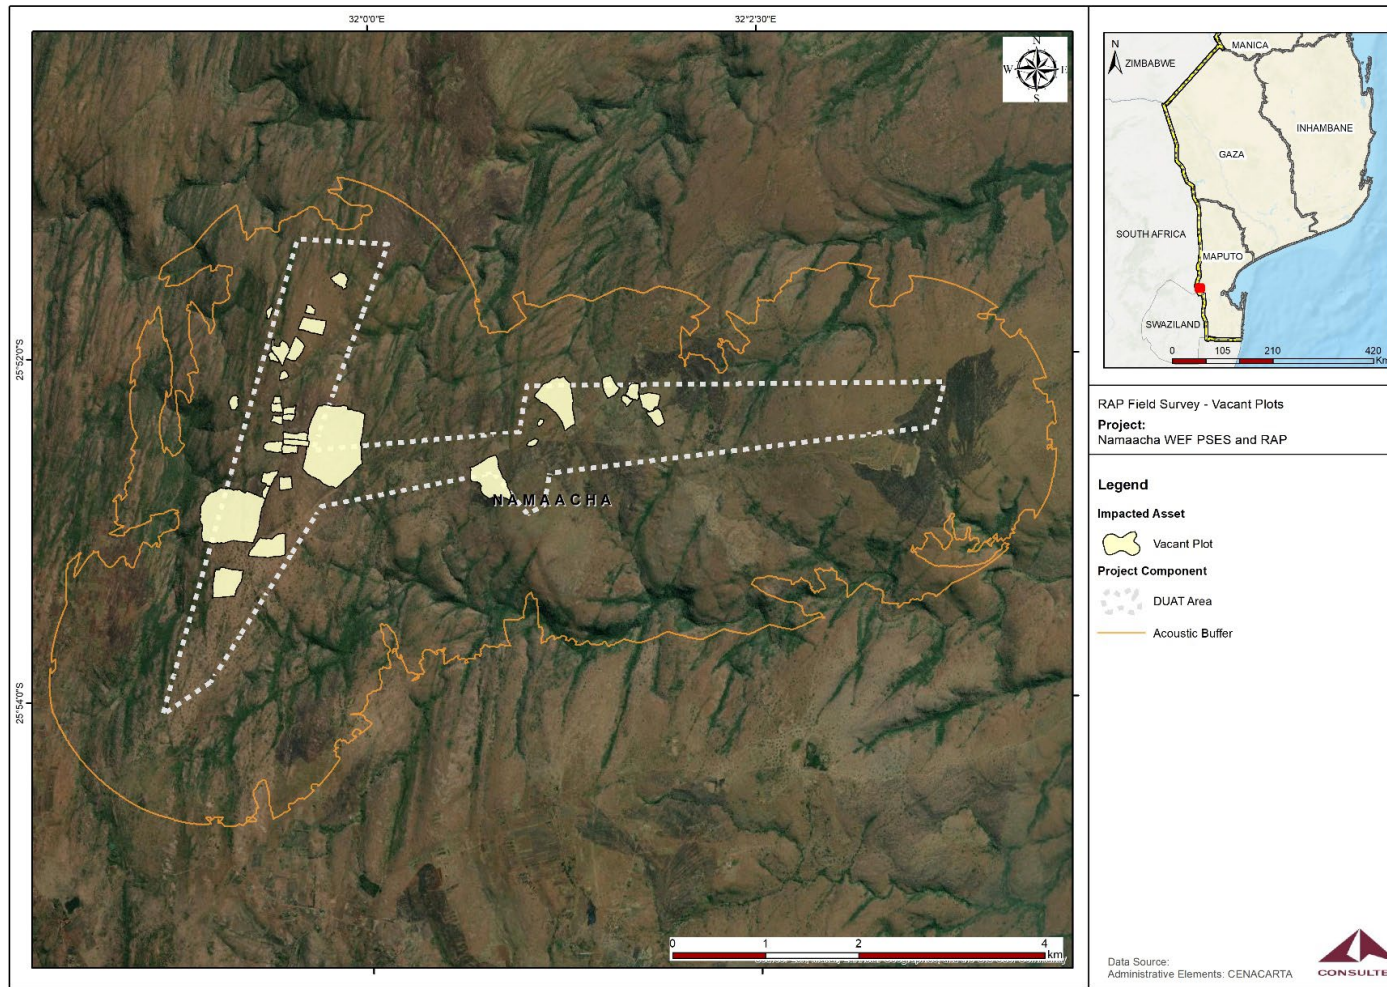 32°0'0"E
32°2'30"E
25°52'0"S
25°54'0"S
N
W
E
S
NAMAACHA
0
1
2
4
km
N
MANICA
ZIMBABWE
INHAMBANE
GAZA
SOUTH AFRICA
MAPUTO
SWAZILAND
0
105
210
420
Km
RAP Field Survey - Vacant Plots
Project:
Namaacha WEF PSES and RAP
Legend
Impacted Asset
Vacant Plot
Project Component
DUAT Area
Acoustic Buffer
Data Source:
Administrative Elements: CENACARTA
CONSULTE